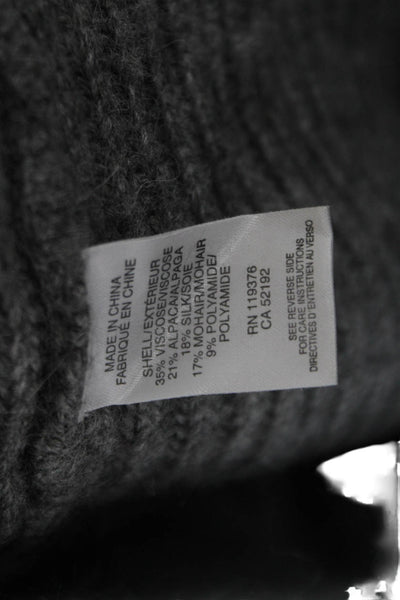 MADE IN CHINA
FABRIQUÉ EN CHINE
SHELL/EXTÉRIEUR
35% VISCOSE/VISCOSE
21% ALPACA/ALPAGA
18% SILK/SOIE
17% MOHAIR/MOHAIR
9% POLYAMIDE/
POLYAMIDE
RN 119376
CA 52192
SEE REVERSE SIDE
FOR CARE INSTRUCTIONS
DIRECTIVES D'ENTRETIEN AU VERSO